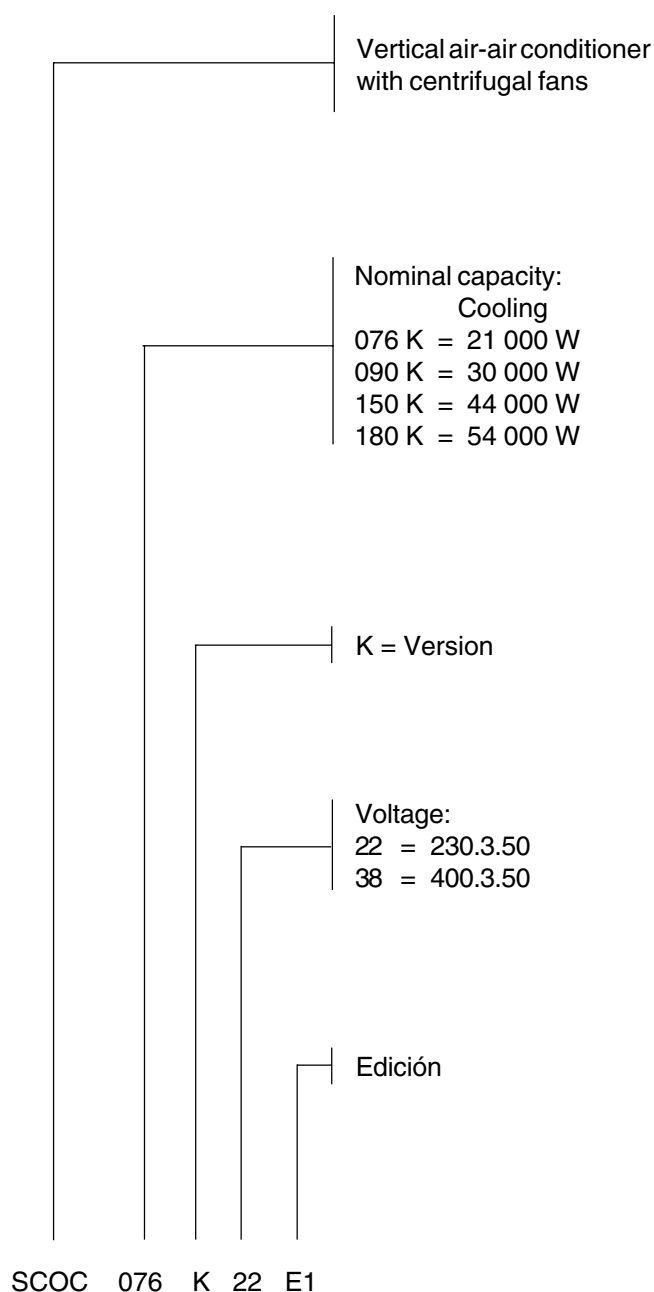 Vertical air-air conditioner
with centrifugal fans
Nominal capacity:
Cooling
076 K = 21 000 W
090 K = 30 000 W
150 K = 44 000 W
180 K = 54 000 W
K = Version
Voltage:
22 = 230.3.50
38 = 400.3.50
Edición
SCOC 076 K 22 E1